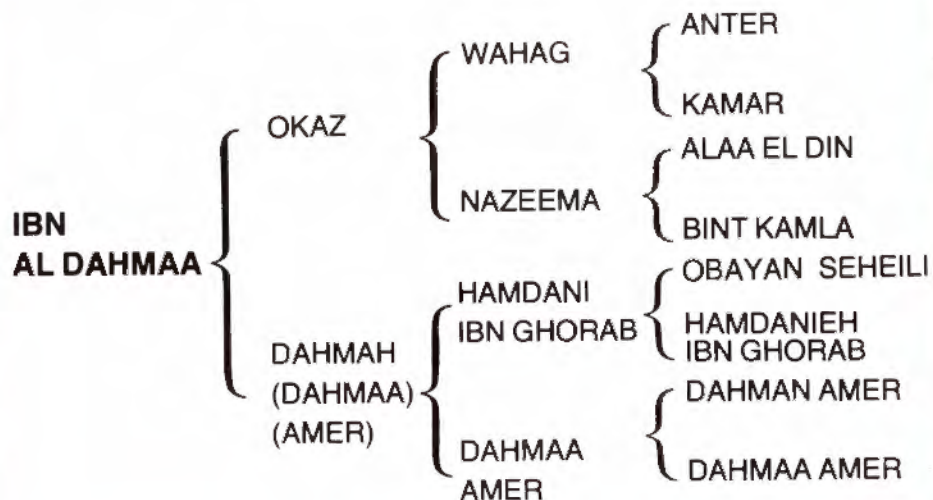 IBN
AL DAHMAA
OKAZ
DAHMAH
(DAHMAA)
(AMER)
WAHAG
NAZEEMA
HAMDANI
IBN GHORAB
DAHMAA
AMER
ANTER
KAMAR
ALAA EL DIN
BINT KAMLA
OBAYAN SEHEILI
HAMDANIEH
IBN GHORAB
DAHMAN AMER
DAHMAA AMER